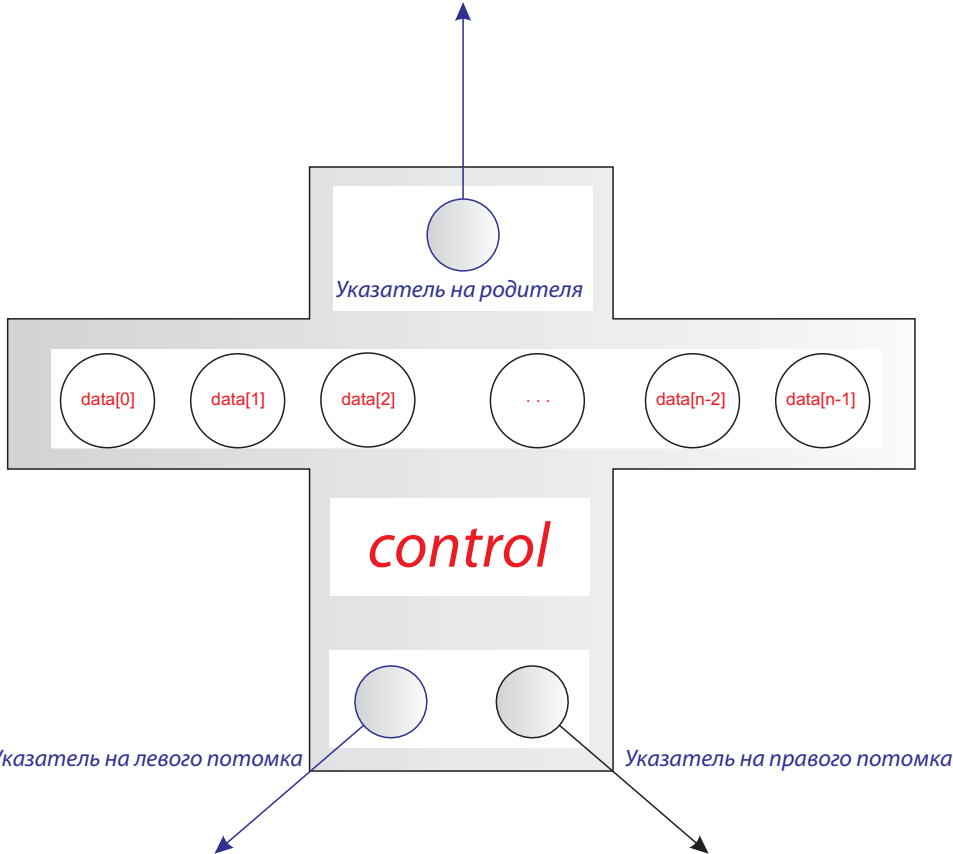 Указатель на родителя
data[0] data[1] data[2] . . . data[n-2] data[n-1]
control
Указатель на левого потомка
Указатель на правого потомка